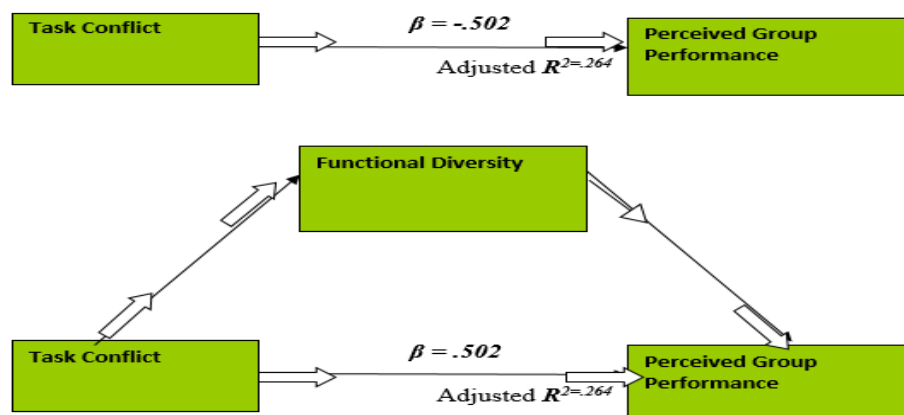 Task Conflict
β = -.502
Perceived Group
Performance
Adjusted R²⁼·²⁶⁴
Functional Diversity
Task Conflict
β = .502
Perceived Group
Performance
Adjusted R²⁼·²⁶⁴